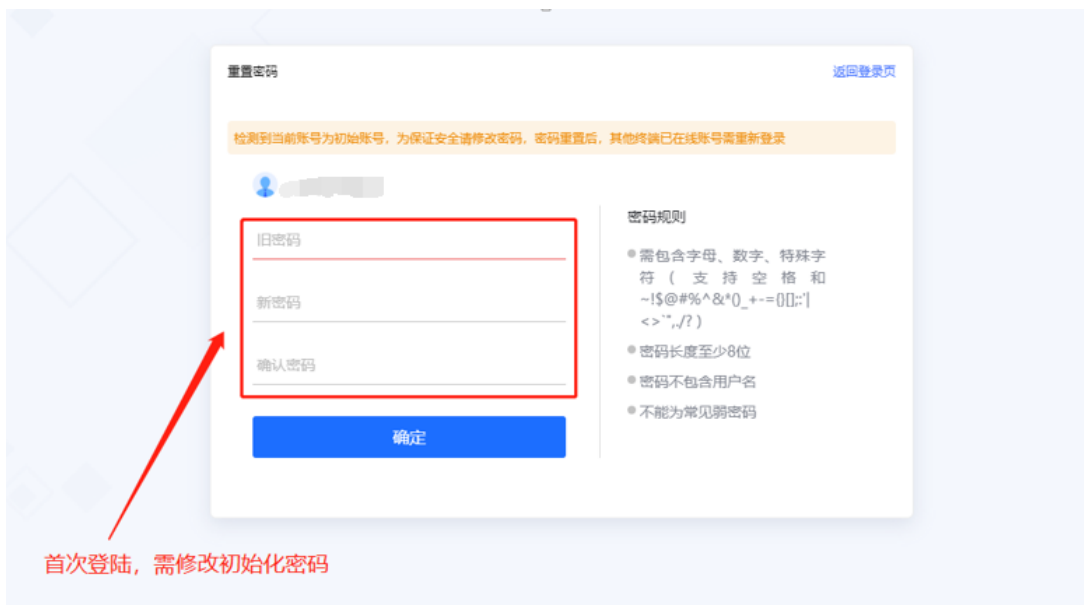 重置密码
返回登录页
检测到当前账号为初始账号，为保证安全请修改密码，密码重置后，其他终端已在线账号需重新登录
旧密码
新密码
确认密码
确定
密码规则
需包含字母、数字、特殊字
符(支持空格和
~!$@#%^&*()_+-={}[];:'|
<>`",./?)
密码长度至少8位
密码不包含用户名
不能为常见弱密码
首次登陆，需修改初始化密码